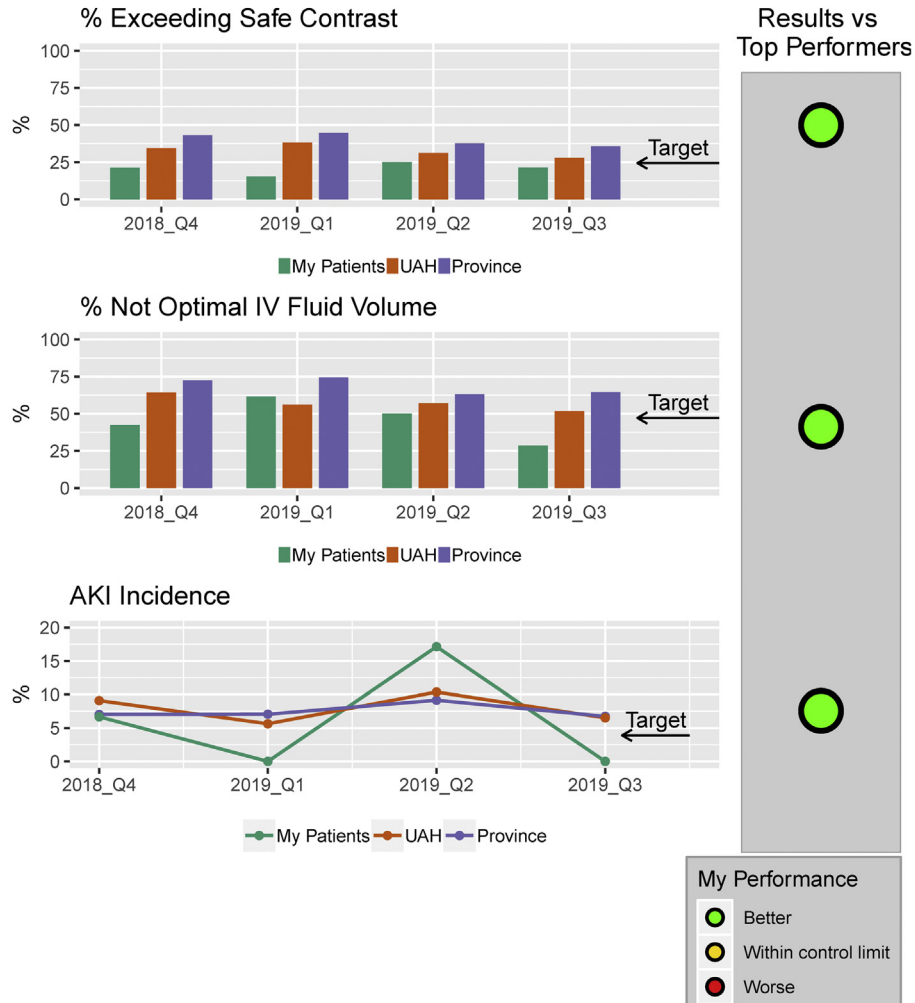 % Exceeding Safe Contrast
Results vs
Top Performers
100
75
50
25
0
%
Target
2018_Q4 2019_Q1 2019_Q2 2019_Q3
My Patients UAH Province
% Not Optimal IV Fluid Volume
100
75
50
25
0
%
Target
2018_Q4 2019_Q1 2019_Q2 2019_Q3
My Patients UAH Province
AKI Incidence
20
15
10
5
0
%
Target
2018_Q4 2019_Q1 2019_Q2 2019_Q3
My Patients UAH Province
My Performance
Better
Within control limit
Worse